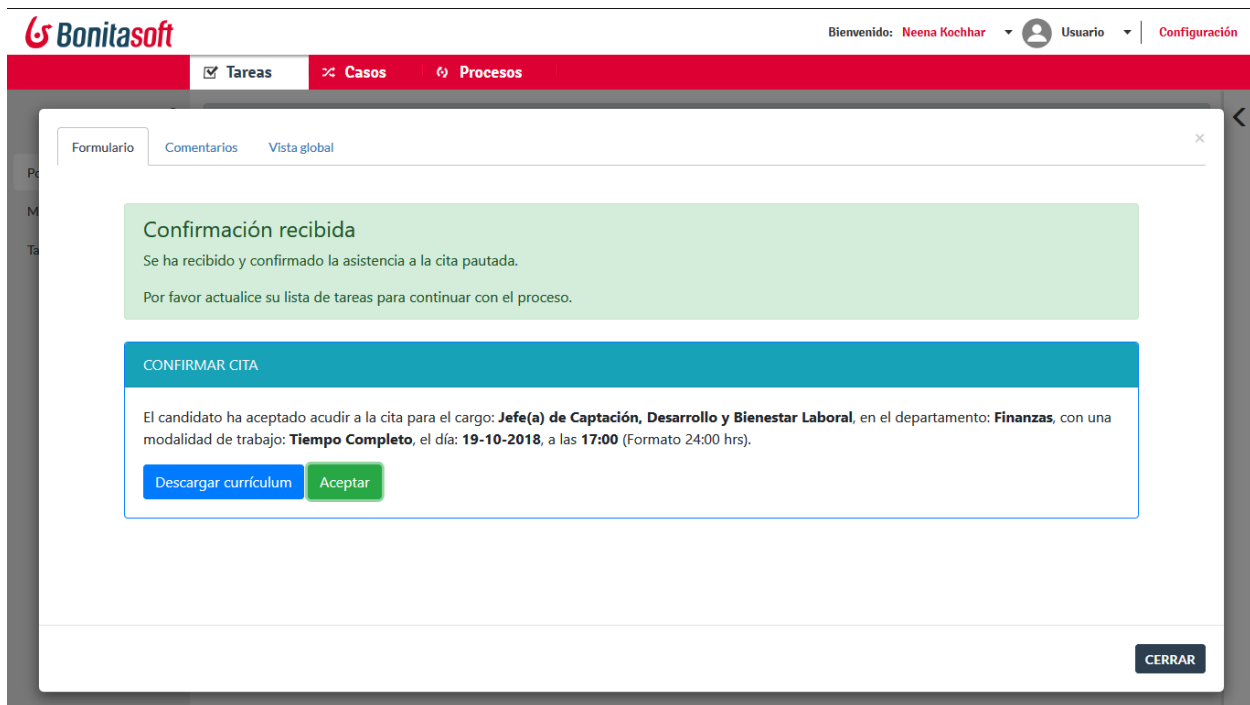 Bonitasoft
Bienvenido: Neena Kochhar Usuario Configuración
Tareas Casos Procesos
Formulario Comentarios Vista global ×
Po
M
Ta
Confirmación recibida
Se ha recibido y confirmado la asistencia a la cita pautada.
Por favor actualice su lista de tareas para continuar con el proceso.
CONFIRMAR CITA
El candidato ha aceptado acudir a la cita para el cargo: Jefe(a) de Captación, Desarrollo y Bienestar Laboral, en el departamento: Finanzas, con una
modalidad de trabajo: Tiempo Completo, el día: 19-10-2018, a las 17:00 (Formato 24:00 hrs).
Descargar currículum Aceptar
CERRAR